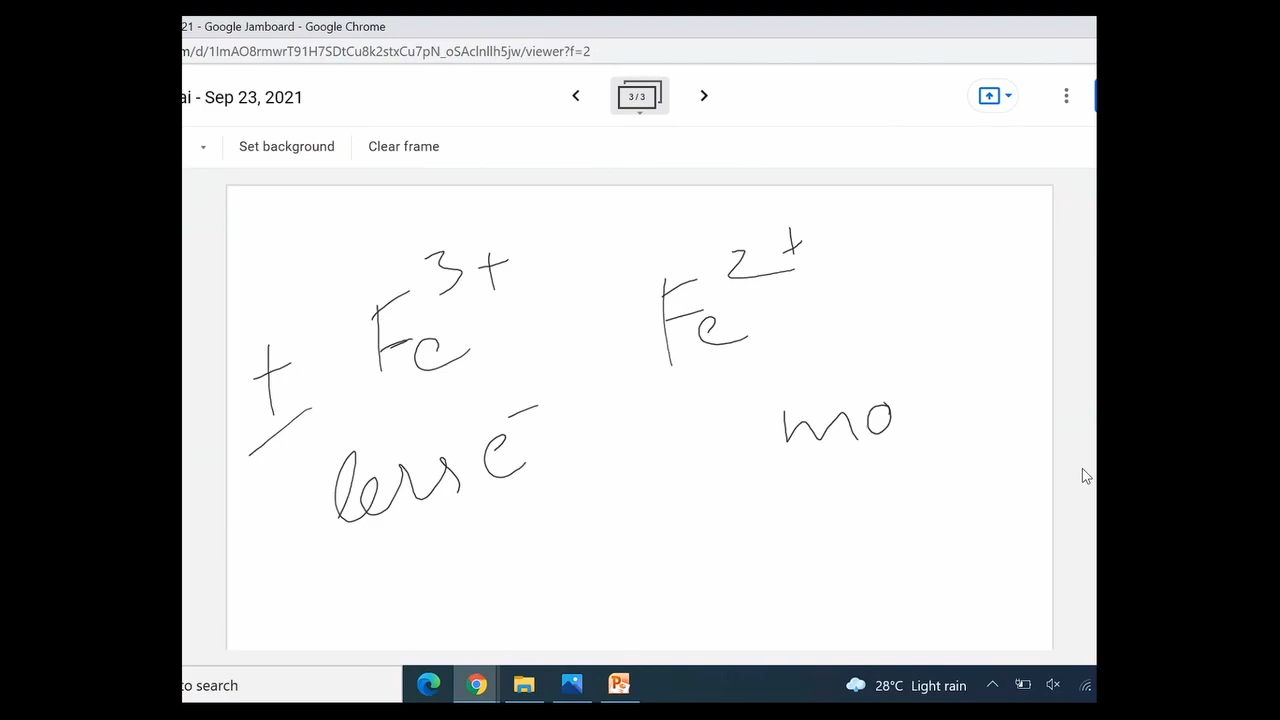 21 - Google Jamboard - Google Chrome
m/d/1ImAO8rmwrT91H7SDtCu8k2stxCu7pN_oSAclnllh5jw/viewer?f=2
ai - Sep 23, 2021
3 / 3
Set background
Clear frame
Fe3+ Fe2+
+
less e-
mo
to search
28°C Light rain